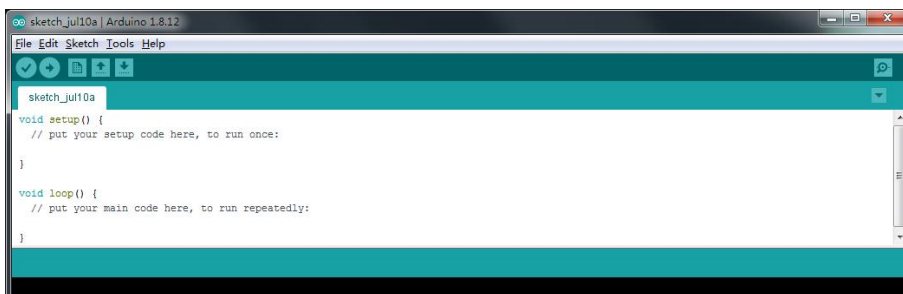 sketch_jul10a | Arduino 1.8.12
File Edit Sketch Tools Help
sketch_jul10a
void setup() {
  // put your setup code here, to run once:
}
void loop() {
  // put your main code here, to run repeatedly:
}